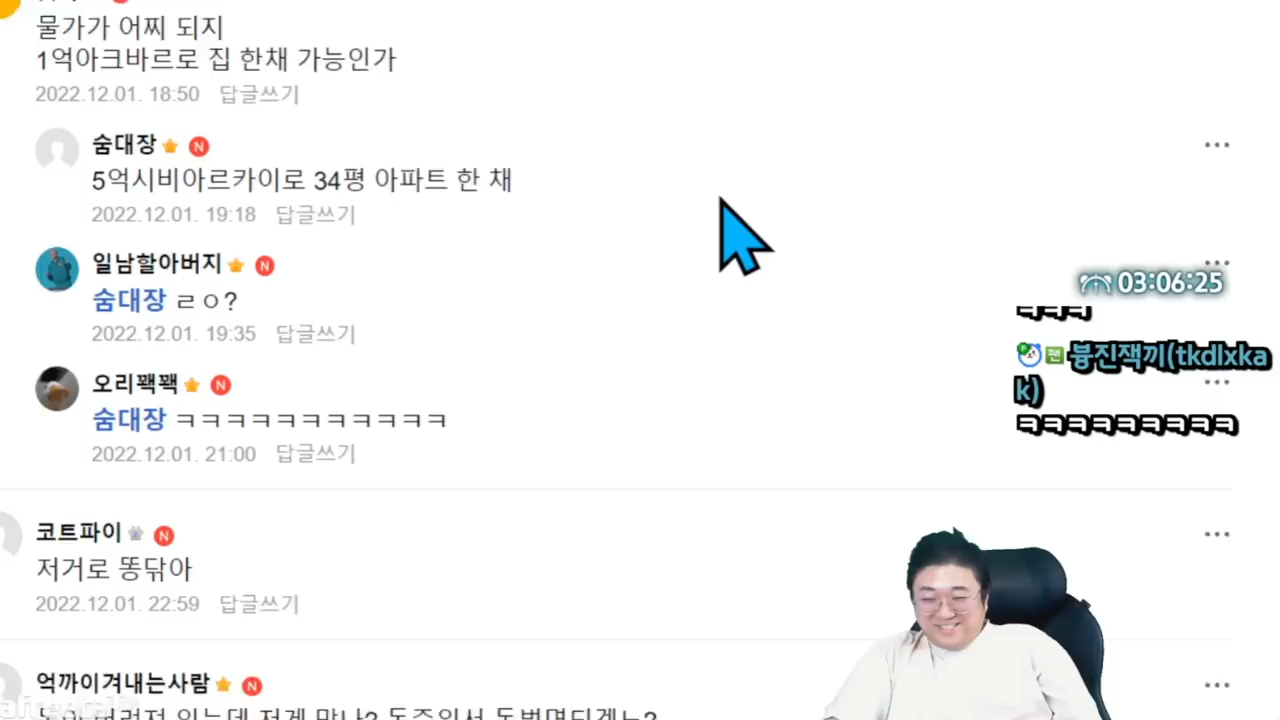 물가가 어찌 되지
1억아크바르로 집 한채 가능인가
2022.12.01. 18:50 답글쓰기
숨대장 N
5억시비아르카이로 34평 아파트 한 채
2022.12.01. 19:18 답글쓰기
일남할아버지 N
숨대장 ㄹㅇ?
2022.12.01. 19:35 답글쓰기
03:06:25
ㅋㅋㅋ
팬 븅진잭끼(tkdlxka
k)
ㅋㅋㅋㅋㅋㅋㅋㅋㅋ
오리꽥꽥 N
숨대장 ㅋㅋㅋㅋㅋㅋㅋㅋㅋㅋㅋ
2022.12.01. 21:00 답글쓰기
코트파이 N
저거로 똥닦아
2022.12.01. 22:59 답글쓰기
억까이겨내는사람 N